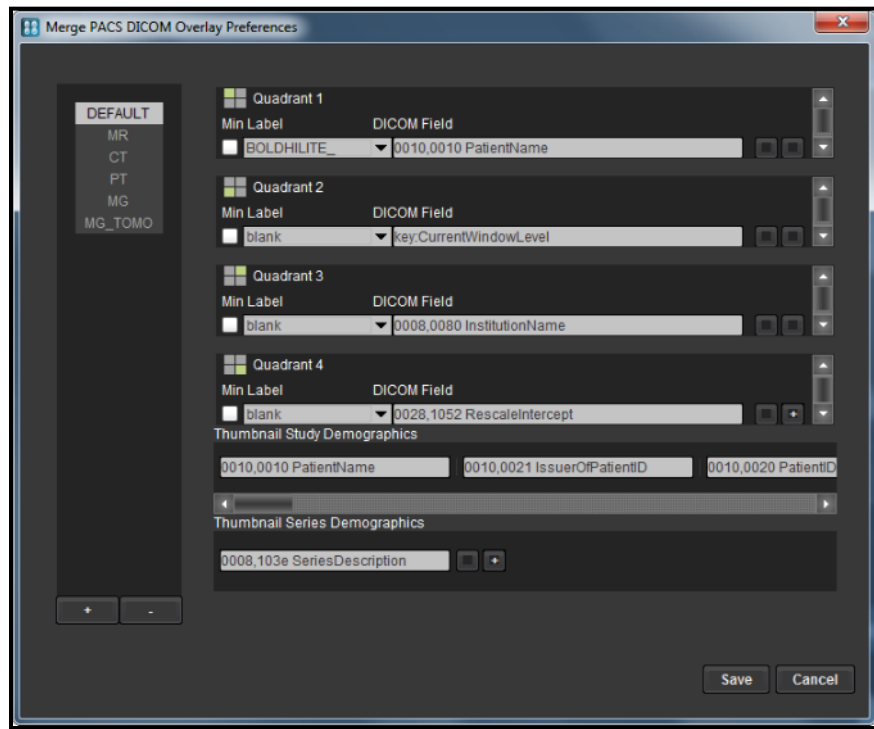 Merge PACS DICOM Overlay Preferences
DEFAULT
MR
CT
PT
MG
MG_TOMO
+ -
Quadrant 1
Min Label DICOM Field
BOLDHILITE_ 0010,0010 PatientName
Quadrant 2
Min Label DICOM Field
blank key:CurrentWindowLevel
Quadrant 3
Min Label DICOM Field
blank 0008,0080 InstitutionName
Quadrant 4
Min Label DICOM Field
blank 0028,1052 RescaleIntercept
Thumbnail Study Demographics
0010,0010 PatientName 0010,0021 IssuerOfPatientID 0010,0020 PatientID
Thumbnail Series Demographics
0008,103e SeriesDescription
Save Cancel